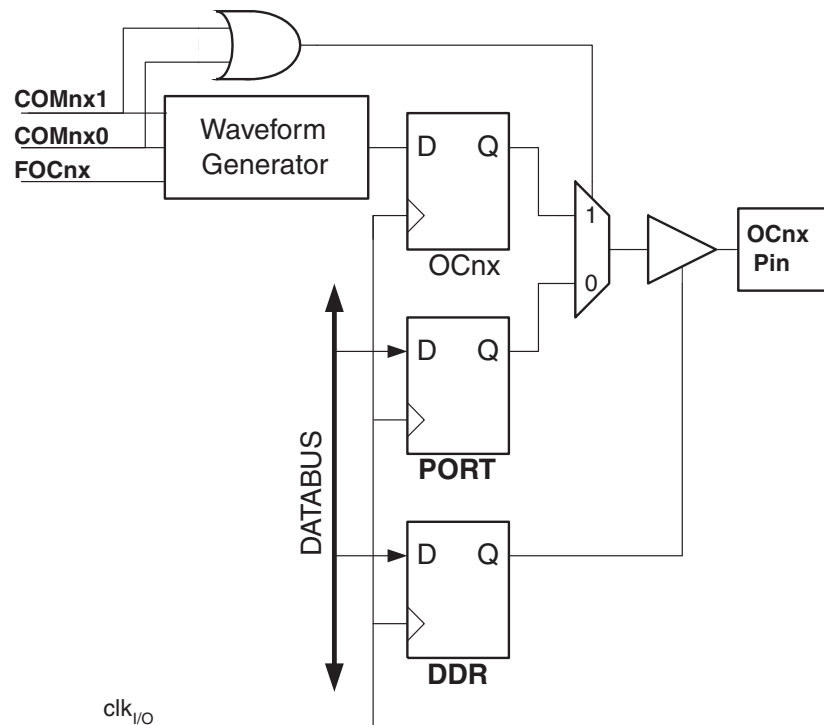 COMnx1
COMnx0
FOCnx
Waveform
Generator
D Q
OCnx
1
0
OCnx
Pin
D Q
PORT
DATABUS
D Q
DDR
clkI/O